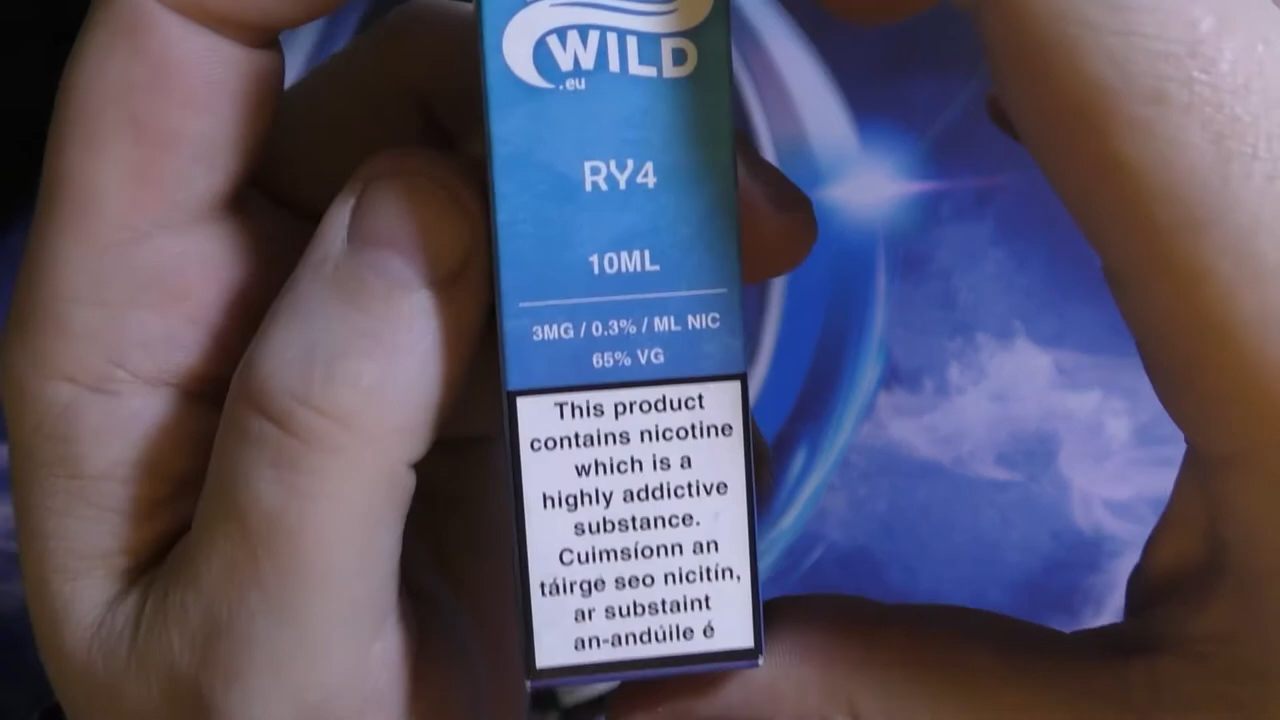 WILD
.eu
RY4
10ML
3MG / 0.3% / ML NIC
65% VG
This product
contains nicotine
which is a
highly addictive
substance.
Cuimsíonn an
táirge seo nicitín,
ar substaint
an-andúile é